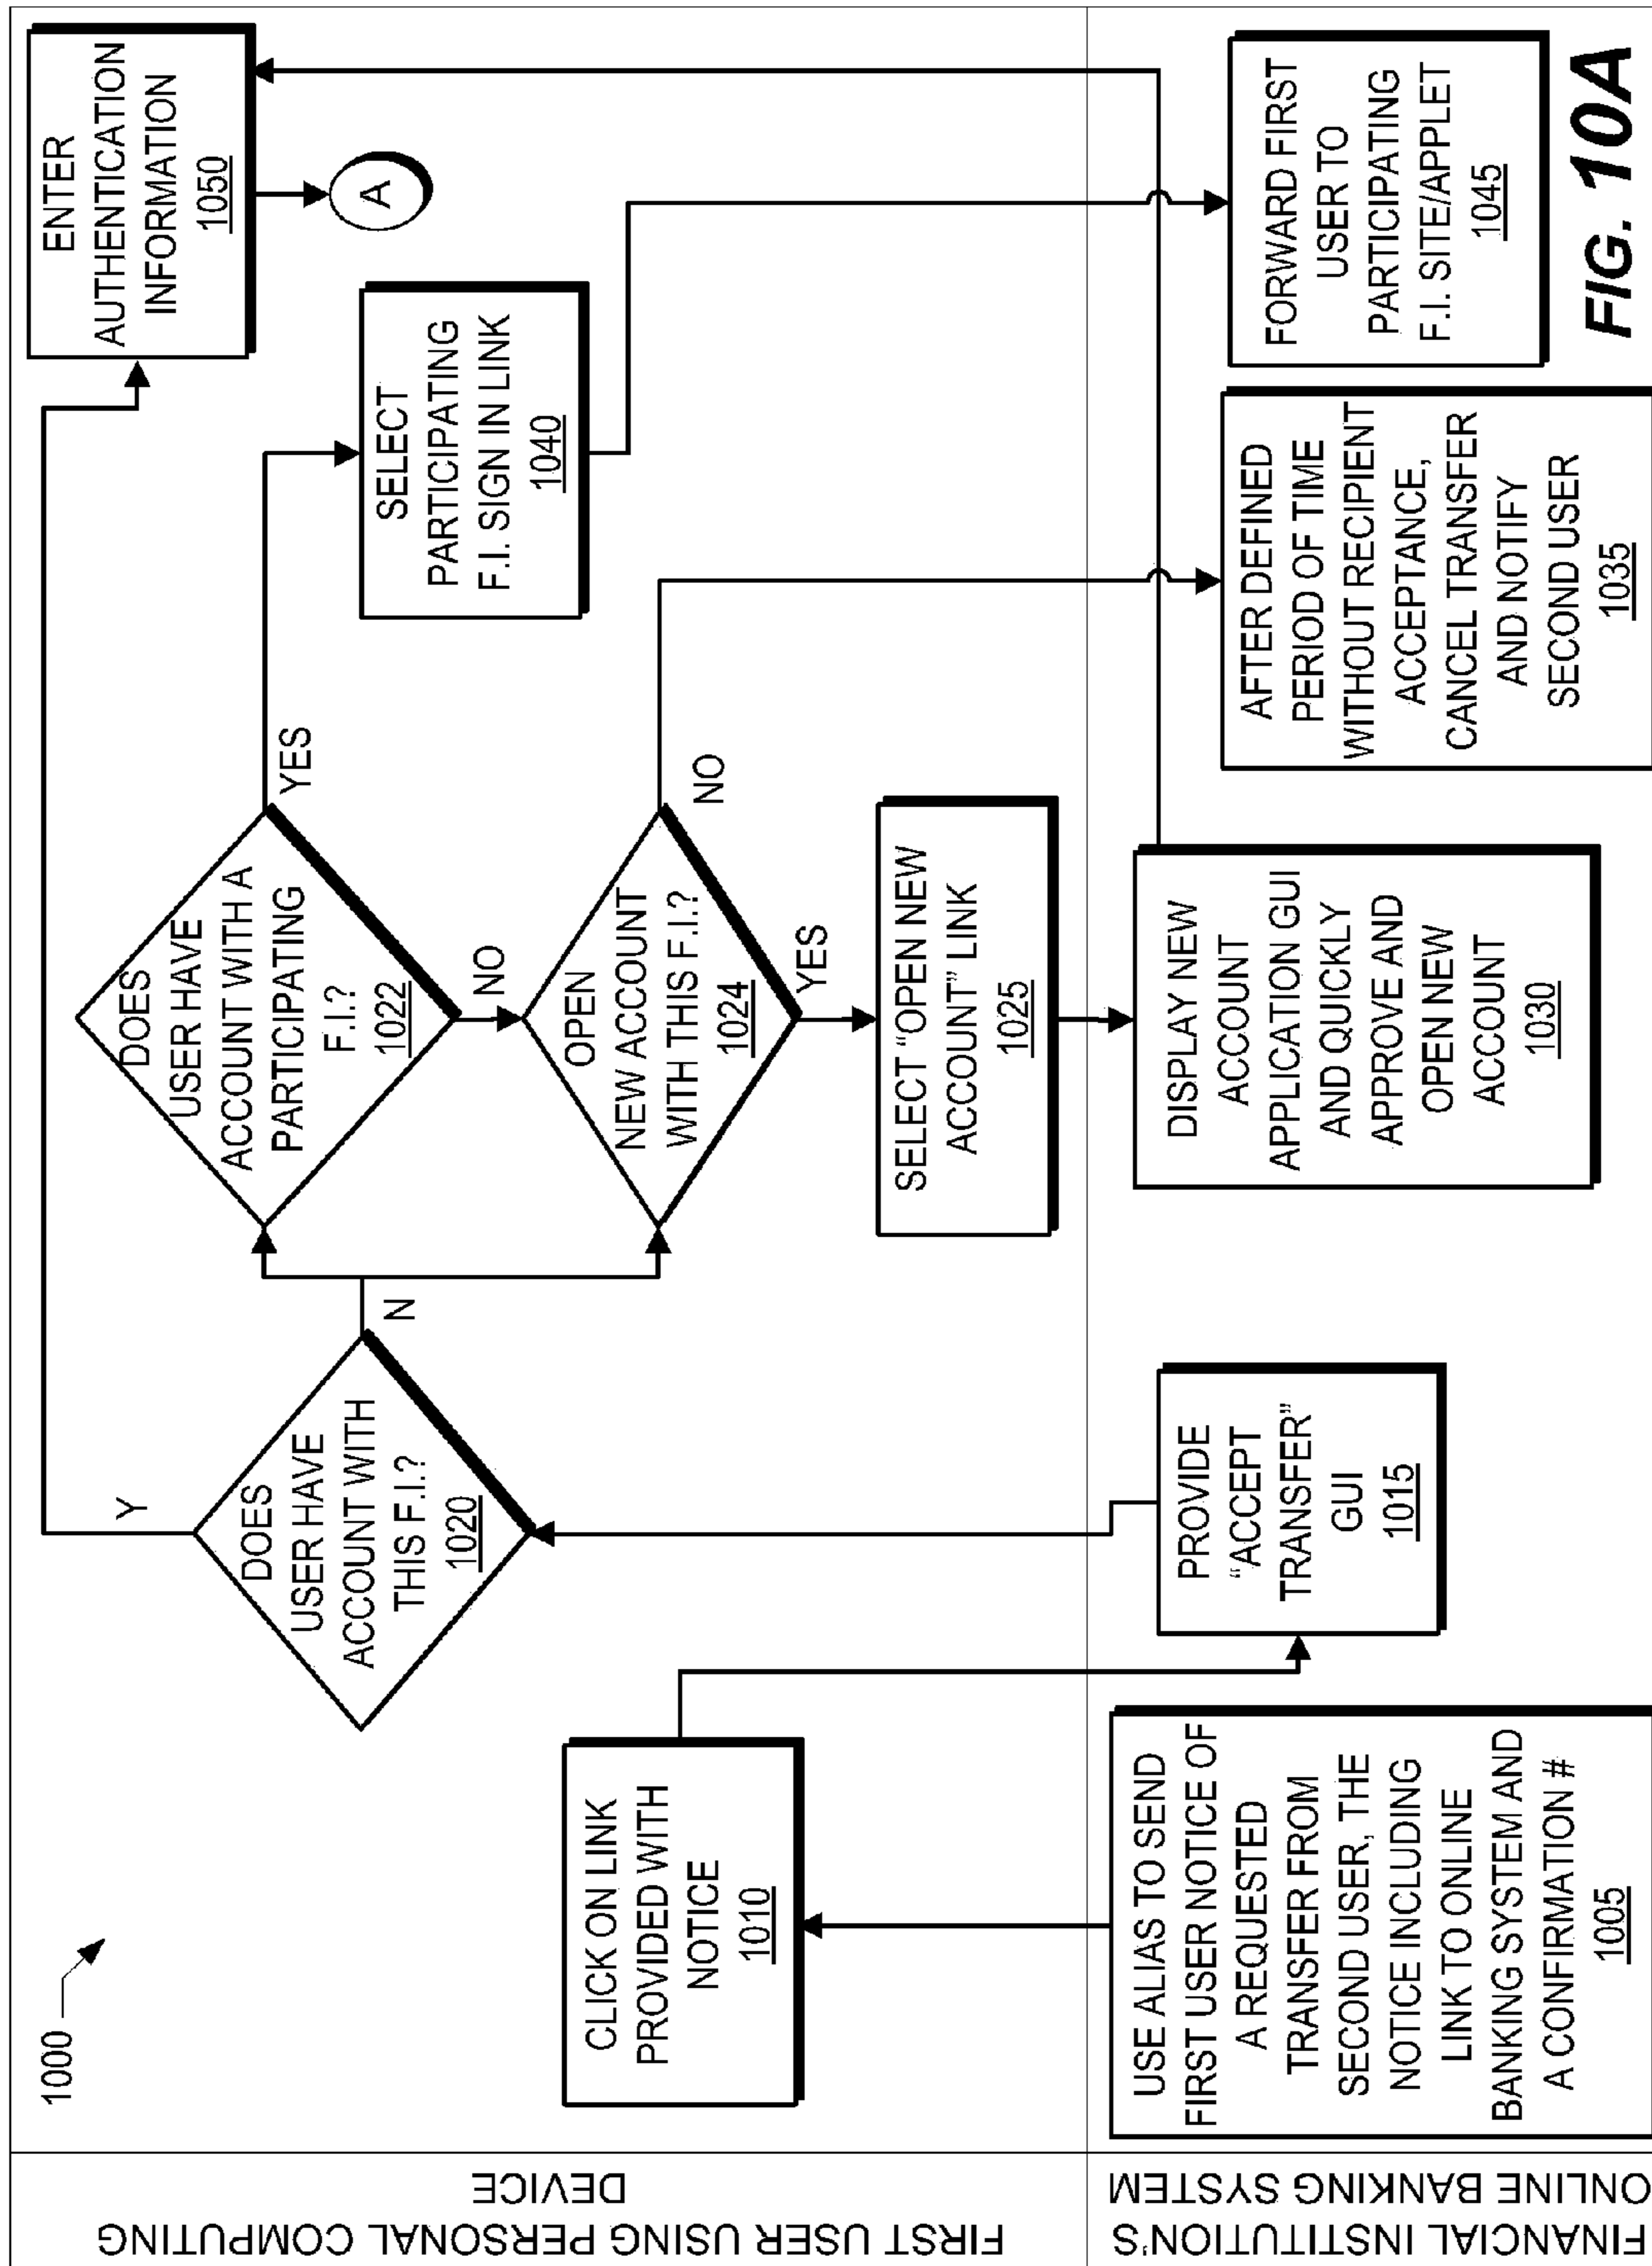 1000
FIRST USER USING PERSONAL COMPUTING
DEVICE
FINANCIAL INSTITUTION'S
ONLINE BANKING SYSTEM
USE ALIAS TO SEND
FIRST USER NOTICE OF
A REQUESTED
TRANSFER FROM
SECOND USER, THE
NOTICE INCLUDING
LINK TO ONLINE
BANKING SYSTEM AND
A CONFIRMATION #
1005
CLICK ON LINK
PROVIDED WITH
NOTICE
1010
PROVIDE
“ACCEPT
TRANSFER”
GUI
1015
DOES
USER HAVE
ACCOUNT WITH
THIS F.I.?
1020
Y
N
DOES
USER HAVE
ACCOUNT WITH A
PARTICIPATING
F.I.?
1022
YES
NO
OPEN
NEW ACCOUNT
WITH THIS F.I.?
1024
NO
YES
SELECT “OPEN NEW
ACCOUNT” LINK
1025
DISPLAY NEW
ACCOUNT
APPLICATION GUI
AND QUICKLY
APPROVE AND
OPEN NEW
ACCOUNT
1030
AFTER DEFINED
PERIOD OF TIME
WITHOUT RECIPIENT
ACCEPTANCE,
CANCEL TRANSFER
AND NOTIFY
SECOND USER
1035
SELECT
PARTICIPATING
F.I. SIGN IN LINK
1040
FORWARD FIRST
USER TO
PARTICIPATING
F.I. SITE/APPLET
1045
ENTER
AUTHENTICATION
INFORMATION
1050
A
FIG. 10A